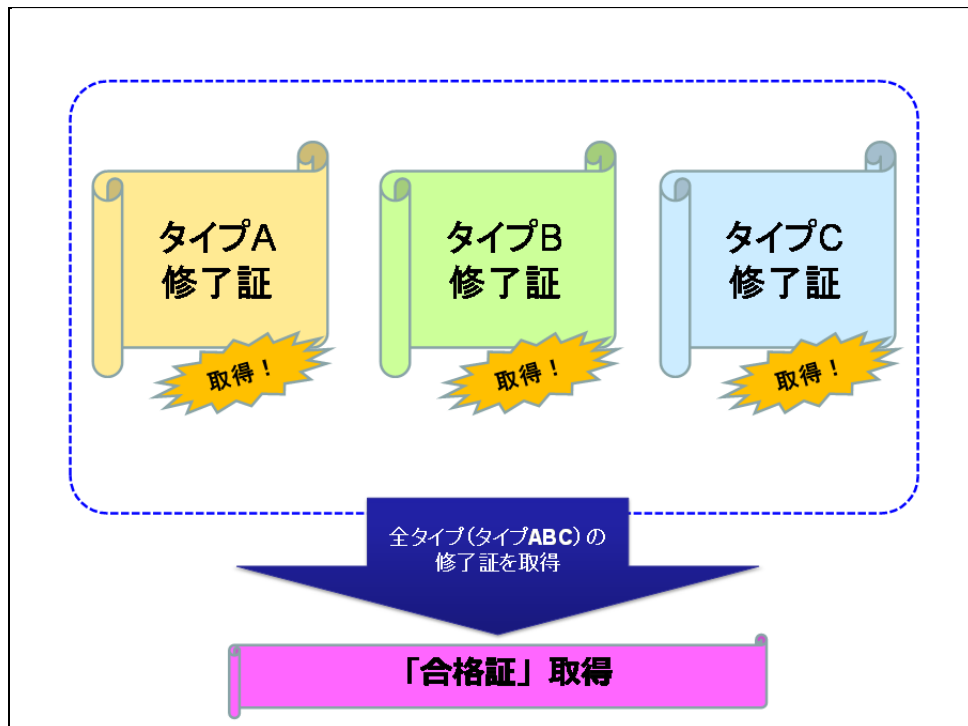 タイプA
修了証
取得！
タイプB
修了証
取得！
タイプC
修了証
取得！
全タイプ（タイプABC）の
修了証を取得
「合格証」取得